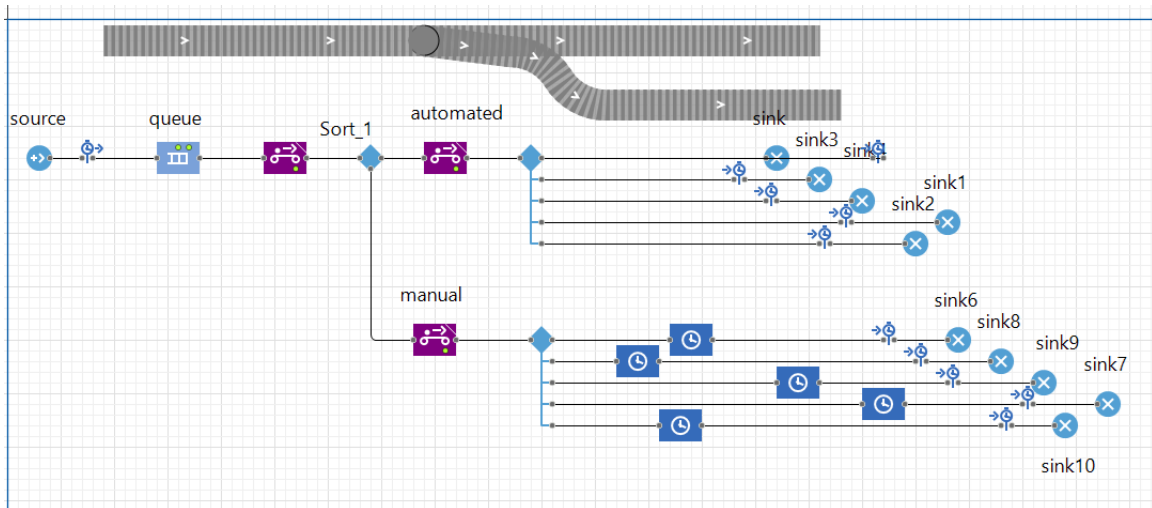 source
queue
Sort_1
automated
sink
sink3
sink1
sink2
manual
sink6
sink8
sink9
sink7
sink10